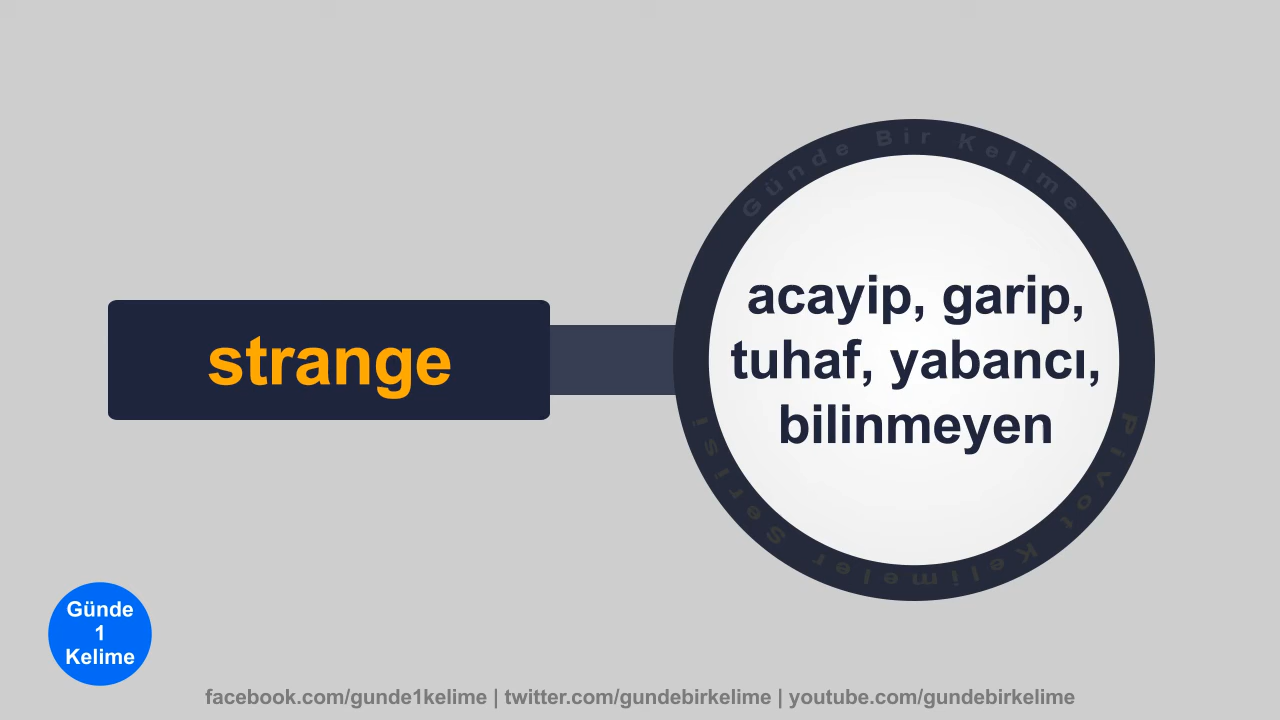 Günde Bir Kelime
strange
acayip, garip,
tuhaf, yabancı,
bilinmeyen
Pivot Kelimeler Serisi
Günde
1
Kelime
facebook.com/gunde1kelime | twitter.com/gundebirkelime | youtube.com/gundebirkelime